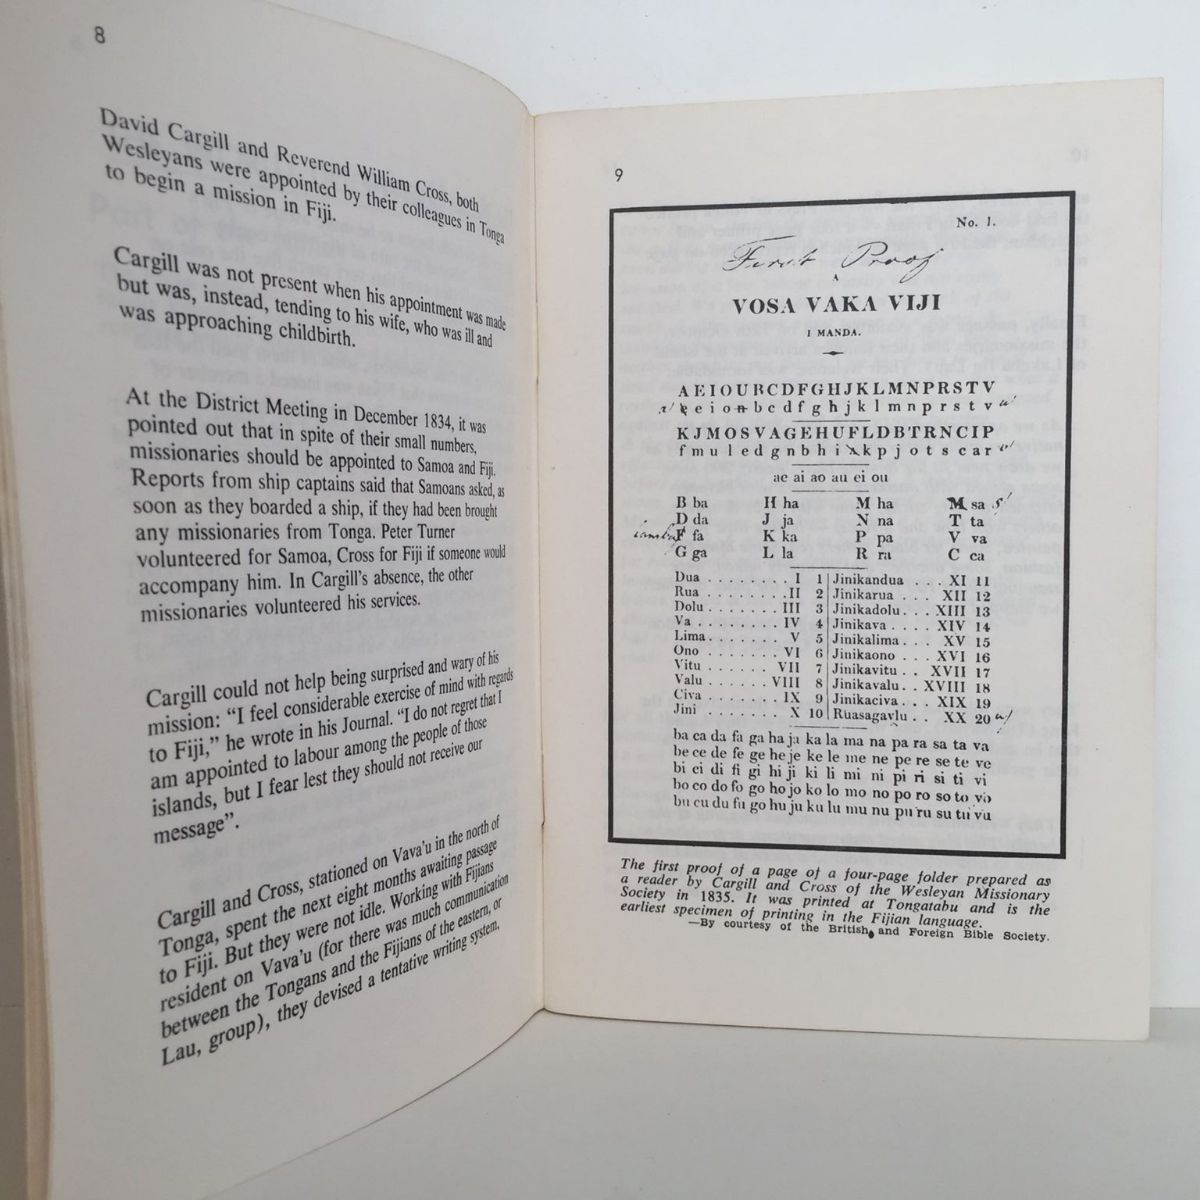 8
David Cargill and Reverend William Cross, both
Wesleyans were appointed by their colleagues in Tonga
to begin a mission in Fiji.
Cargill was not present when his appointment was made
but was, instead, tending to his wife, who was ill and
was approaching childbirth.
At the District Meeting in December 1834, it was
pointed out that in spite of their small numbers,
missionaries should be appointed to Samoa and Fiji.
Reports from ship captains said that Samoans asked, as
soon as they boarded a ship, if they had been brought
any missionaries from Tonga. Peter Turner
volunteered for Samoa, Cross for Fiji if someone would
accompany him. In Cargill's absence, the other
missionaries volunteered his services.
Cargill could not help being surprised and wary of his
mission: "I feel considerable exercise of mind with regards
to Fiji," he wrote in his Journal. "I do not regret that I
am appointed to labour among the people of those
islands, but I fear lest they should not receive our
message".
Cargill and Cross, stationed on Vava'u in the north of
Tonga, spent the next eight months awaiting passage
to Fiji. But they were not idle. Working with Fijians
resident on Vava'u (for there was much communication
between the Tongans and the Fijians of the eastern, or
Lau, group), they devised a tentative writing system,
9
No. 1.
First Proof
A
VOSA VAKA VIJI
I MANDA.
A E I O U B C D F G H J K L M N P R S T V
e i o n b c d f g h j k l m n p r s t v
K J M O S V A G E H U F L D B T R N C I P
f m u l e d g n b h i k p j o t s c a r
ae ai ao au ei ou
B ba H ha M ha M sa s/
D da J ja N na T ta
F fa K ka P pa V va
G ga L la R ra C ca
Dua . . . . . . . . I 1 Jinikandua . . . XI 11
Rua . . . . . . . . II 2 Jinikarua . . . XII 12
Dolu . . . . . . . III 3 Jinikadolu . . . XIII 13
Va . . . . . . . . IV 4 Jinikava . . . . XIV 14
Lima . . . . . . . V 5 Jinikalima . . . XV 15
Ono . . . . . . . VI 6 Jinikaono . . . XVI 16
Vitu . . . . . . VII 7 Jinikavitu . . XVII 17
Valu . . . . . VIII 8 Jinikavalu . . XVIII 18
Civa . . . . . . IX 9 Jinikaciva . . . XIX 19
Jini . . . . . . . X 10 Ruasagavlu . . XX 20
ba ca da fa ga ha ja ka la ma na pa ra sa ta va
be ce de fe ge he je ke le me ne pe re se te ve
bi ci di fi gi hi ji ki li mi ni pi ri si ti vi
bo co do fo go ho jo ko lo mo no po ro so to vo
bu cu du fu go hu ju ku lu mu nu pu ru su tu vu
The first proof of a page of a four-page folder prepared as
a reader by Cargill and Cross of the Wesleyan Missionary
Society in 1835. It was printed at Tongatabu and is the
earliest specimen of printing in the Fijian language.
—By courtesy of the British and Foreign Bible Society.